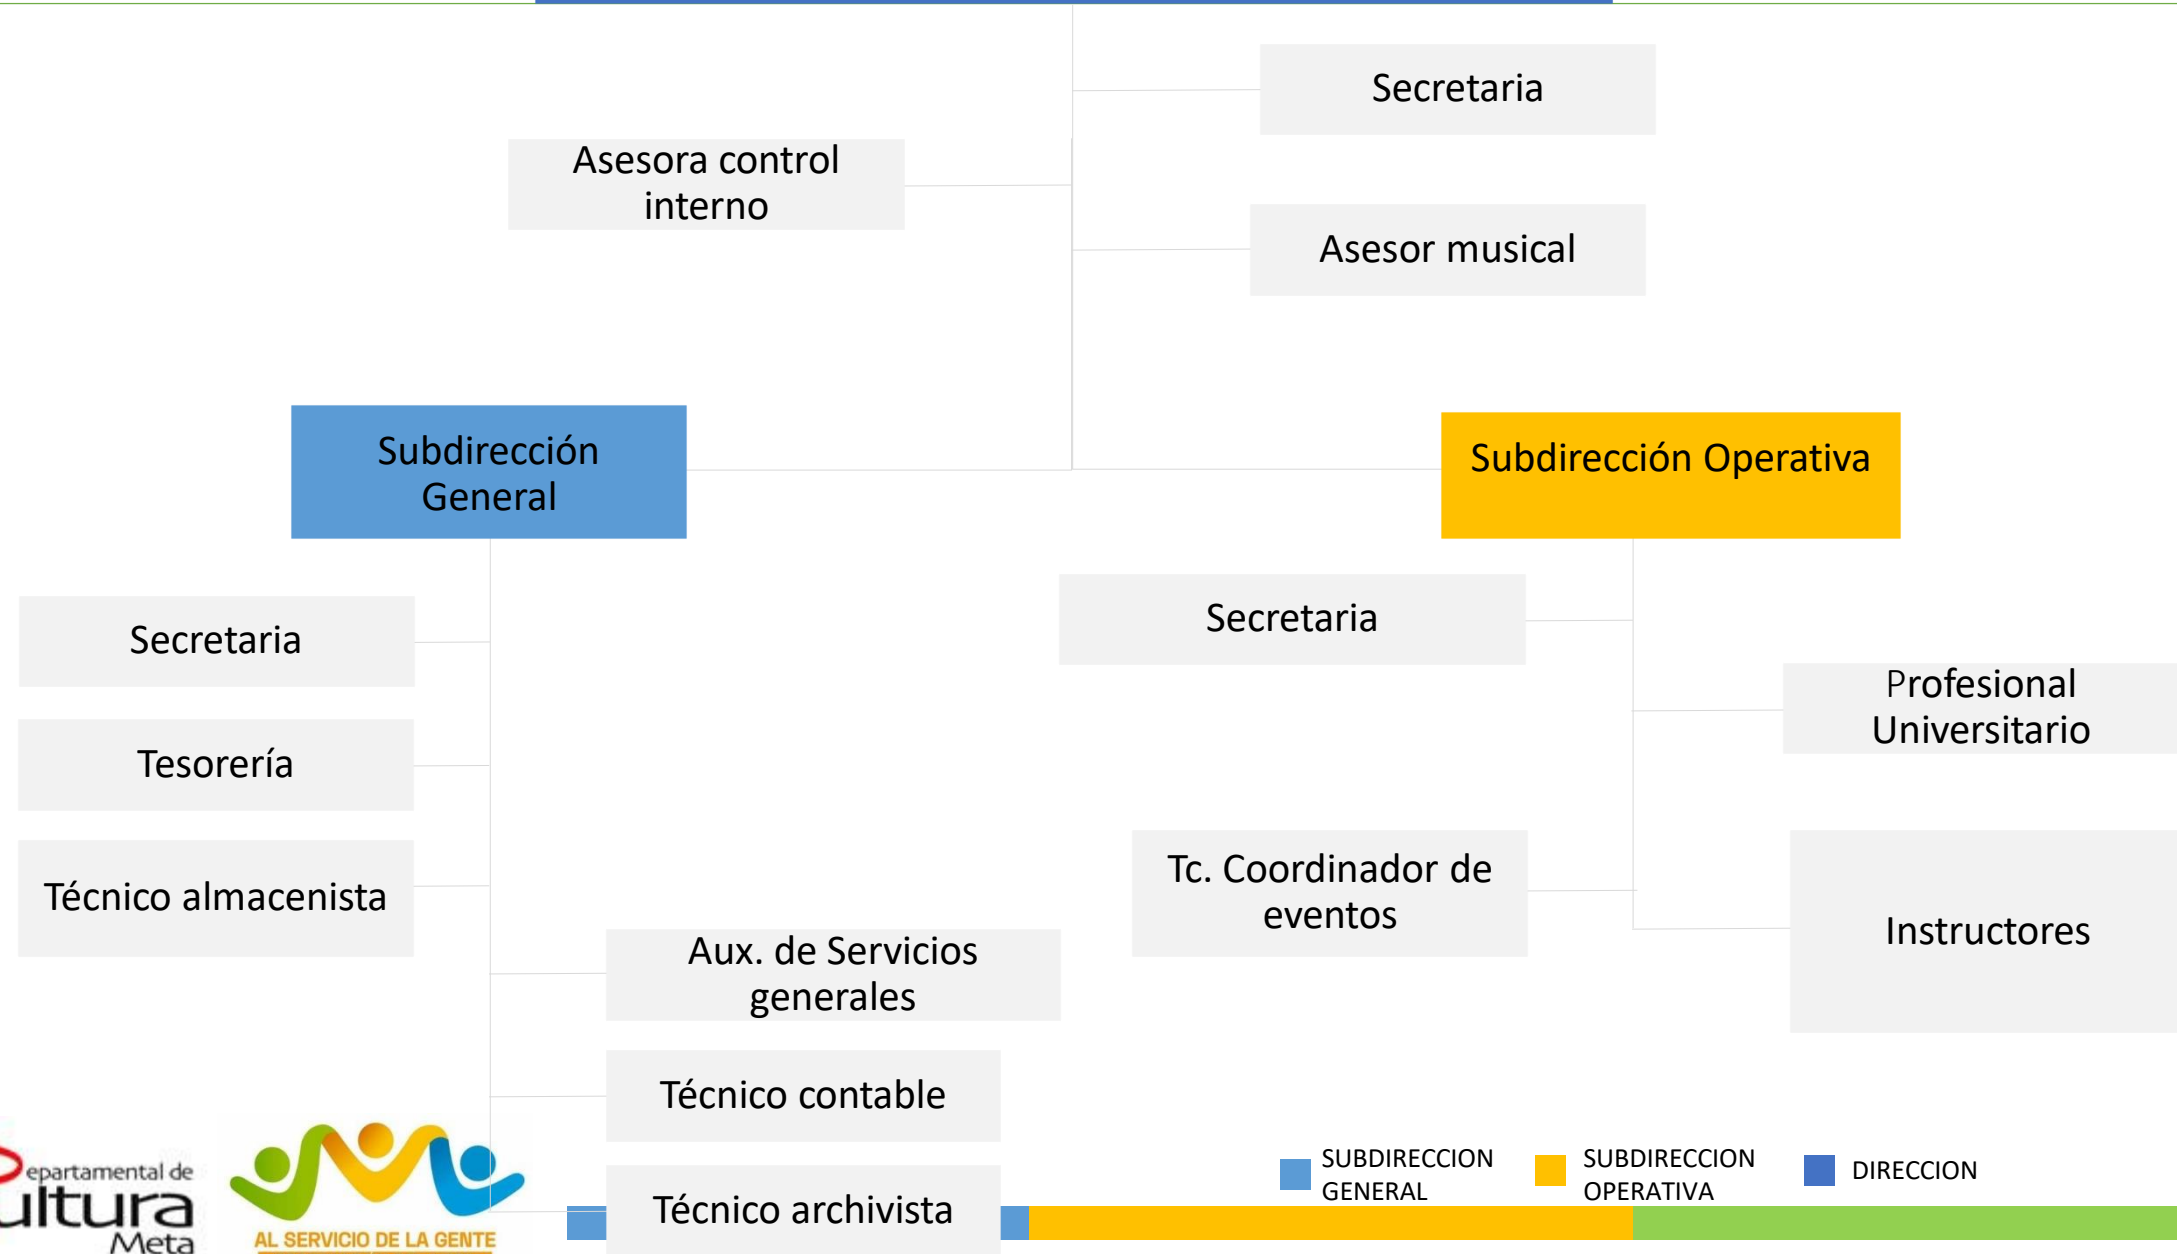 Secretaria
Asesora control
interno
Asesor musical
Subdirección
General
Subdirección Operativa
Secretaria
Secretaria
Profesional
Universitario
Tesorería
Tc. Coordinador de
eventos
Técnico almacenista
Instructores
Aux. de Servicios
generales
Técnico contable
Técnico archivista
SUBDIRECCION
GENERAL
SUBDIRECCION
OPERATIVA
DIRECCION
epartamental de
ultura
Meta
AL SERVICIO DE LA GENTE